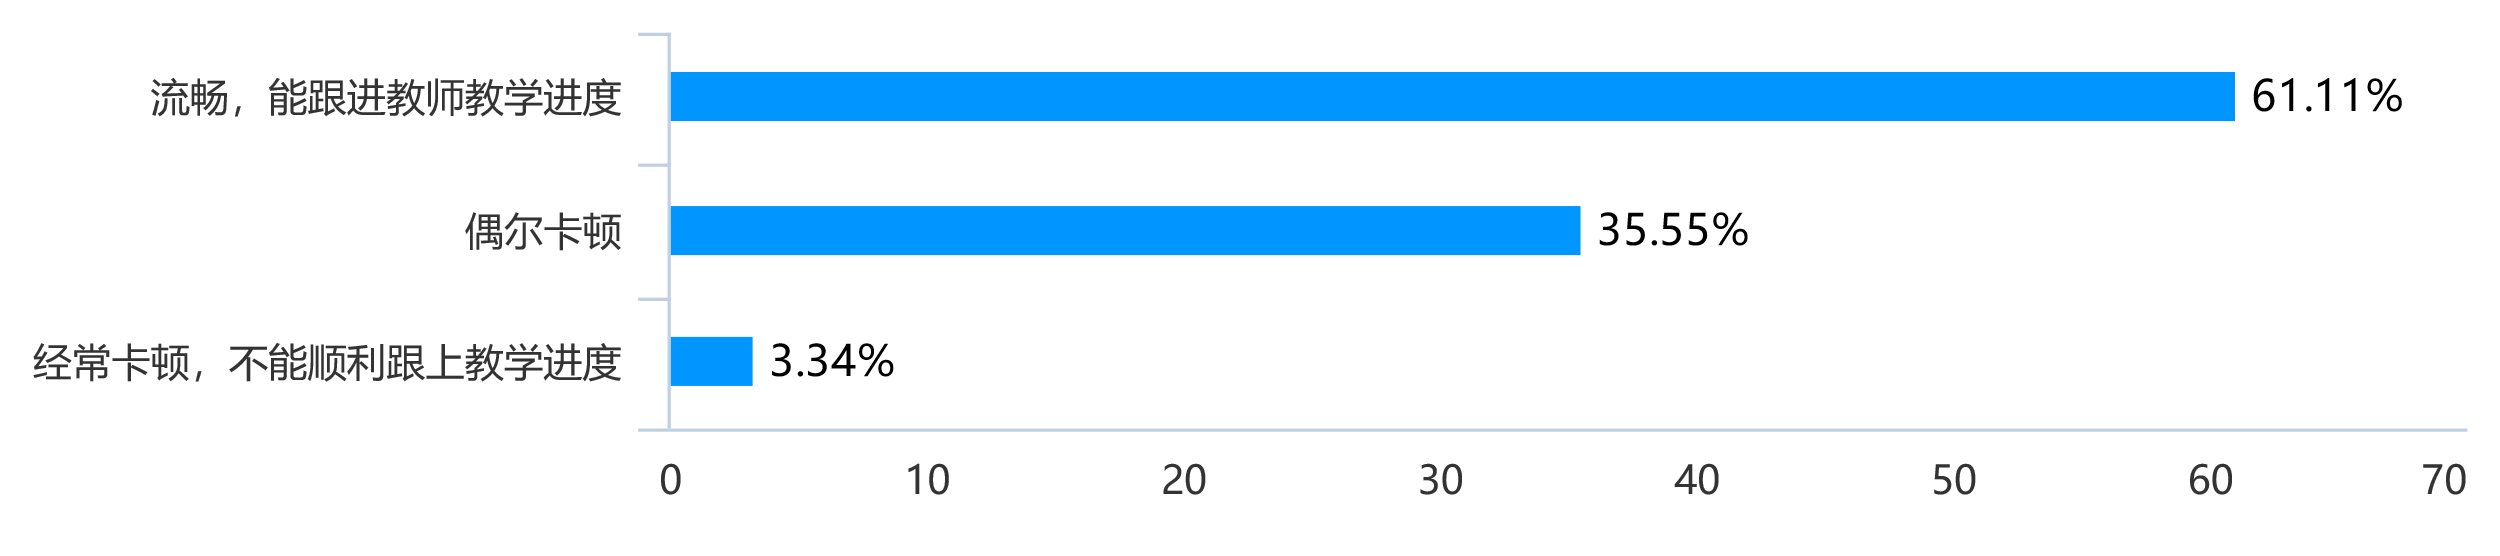 流畅，能跟进教师教学进度
61.11%
偶尔卡顿
35.55%
经常卡顿，不能顺利跟上教学进度
3.34%
0 10 20 30 40 50 60 70